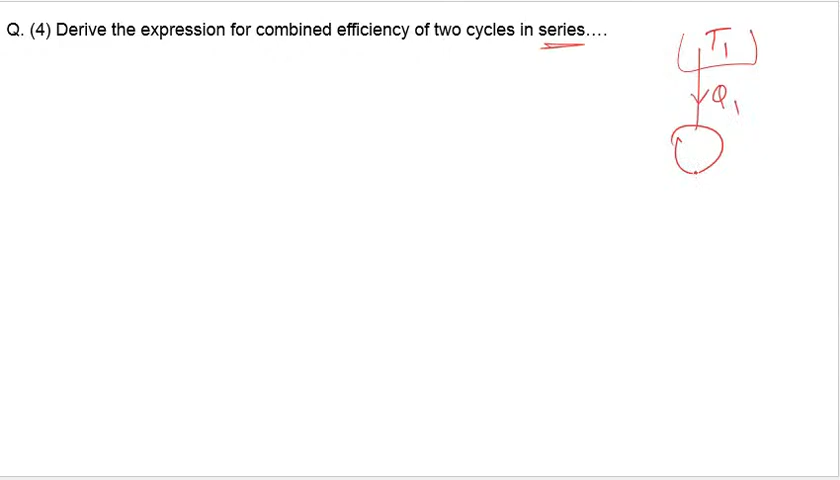 Q. (4) Derive the expression for combined efficiency of two cycles in series….
T1
Q1